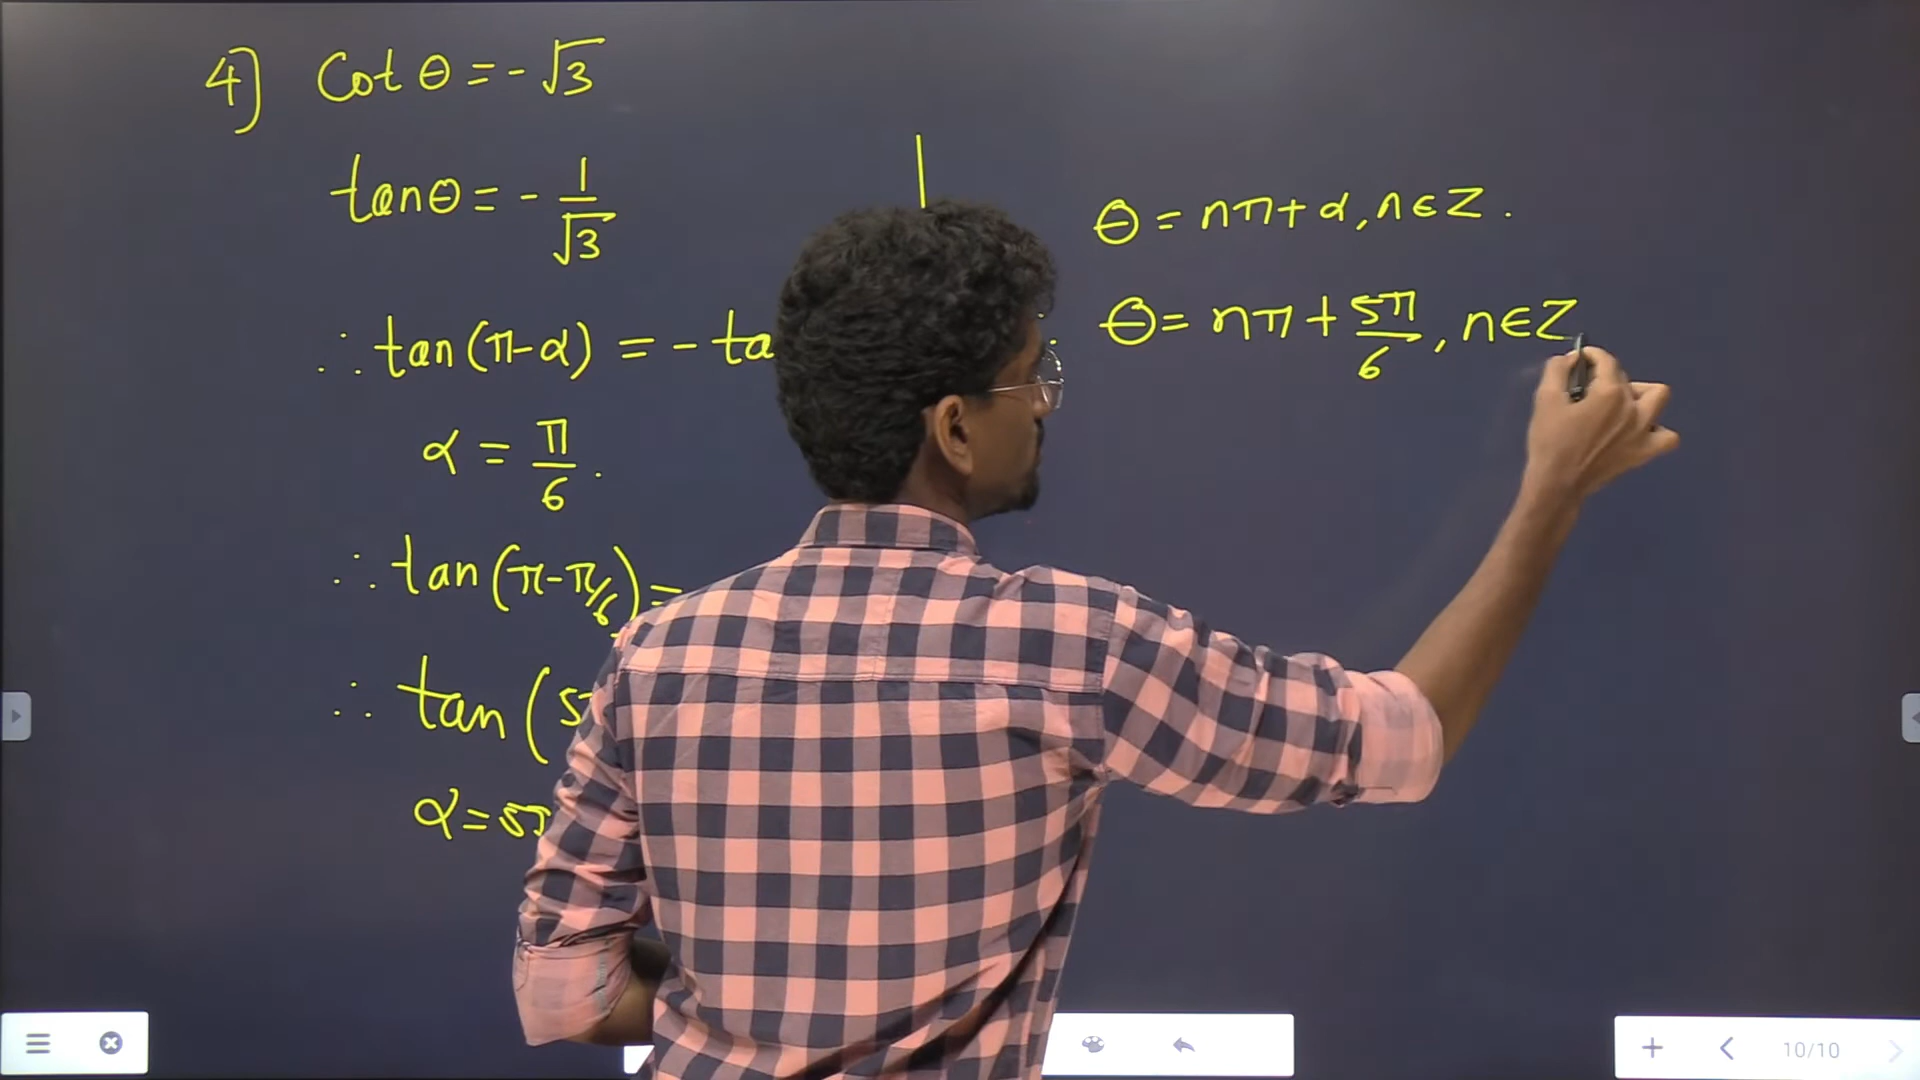 4) Cot θ = - √3
tanθ = - 1/√3
∴ tan(π-α) = - ta
α = π/6 .
∴ tan(π-π/6) =
∴ tan(5
α = 5π
θ = nπ + α, n∈Z .
θ = nπ + 5π/6 , n∈Z
10/10